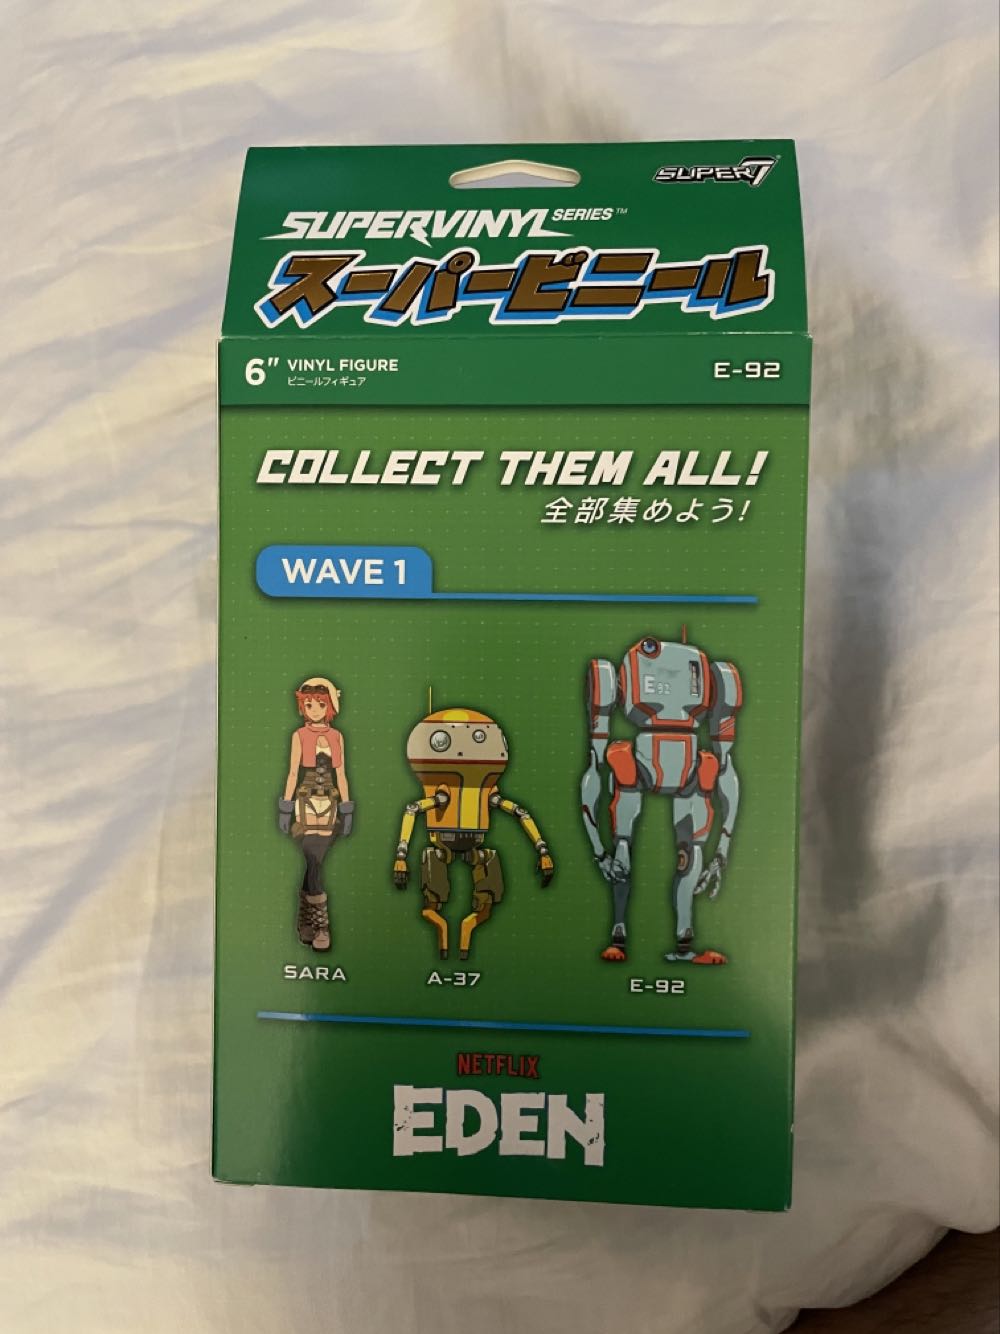 SUPER7
SUPERVINYL SERIES™
スーパービニール
6" VINYL FIGURE
ビニールフィギュア
E-92
COLLECT THEM ALL!
全部集めよう!
WAVE 1
E92
SARA
A-37
E-92
NETFLIX
EDEN